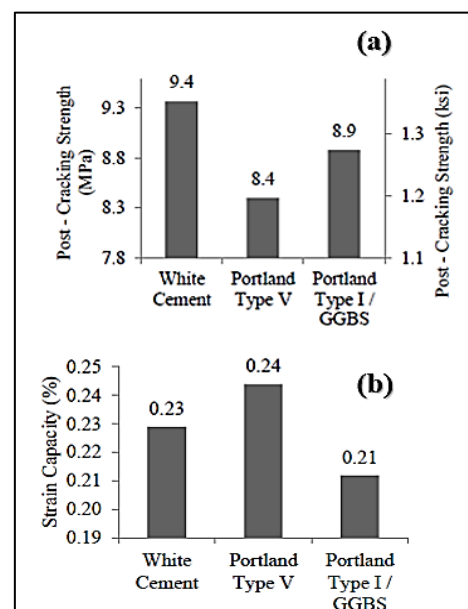 (a)
Post - Cracking Strength
(MPa)
9.3
8.8
8.3
7.8
9.4
8.4
8.9
1.3
1.2
1.1
Post - Cracking Strength (ksi)
White
Cement
Portland
Type V
Portland
Type I /
GGBS
(b)
Strain Capacity (%)
0.25
0.24
0.23
0.22
0.21
0.20
0.19
0.23
0.24
0.21
White
Cement
Portland
Type V
Portland
Type I /
GGBS